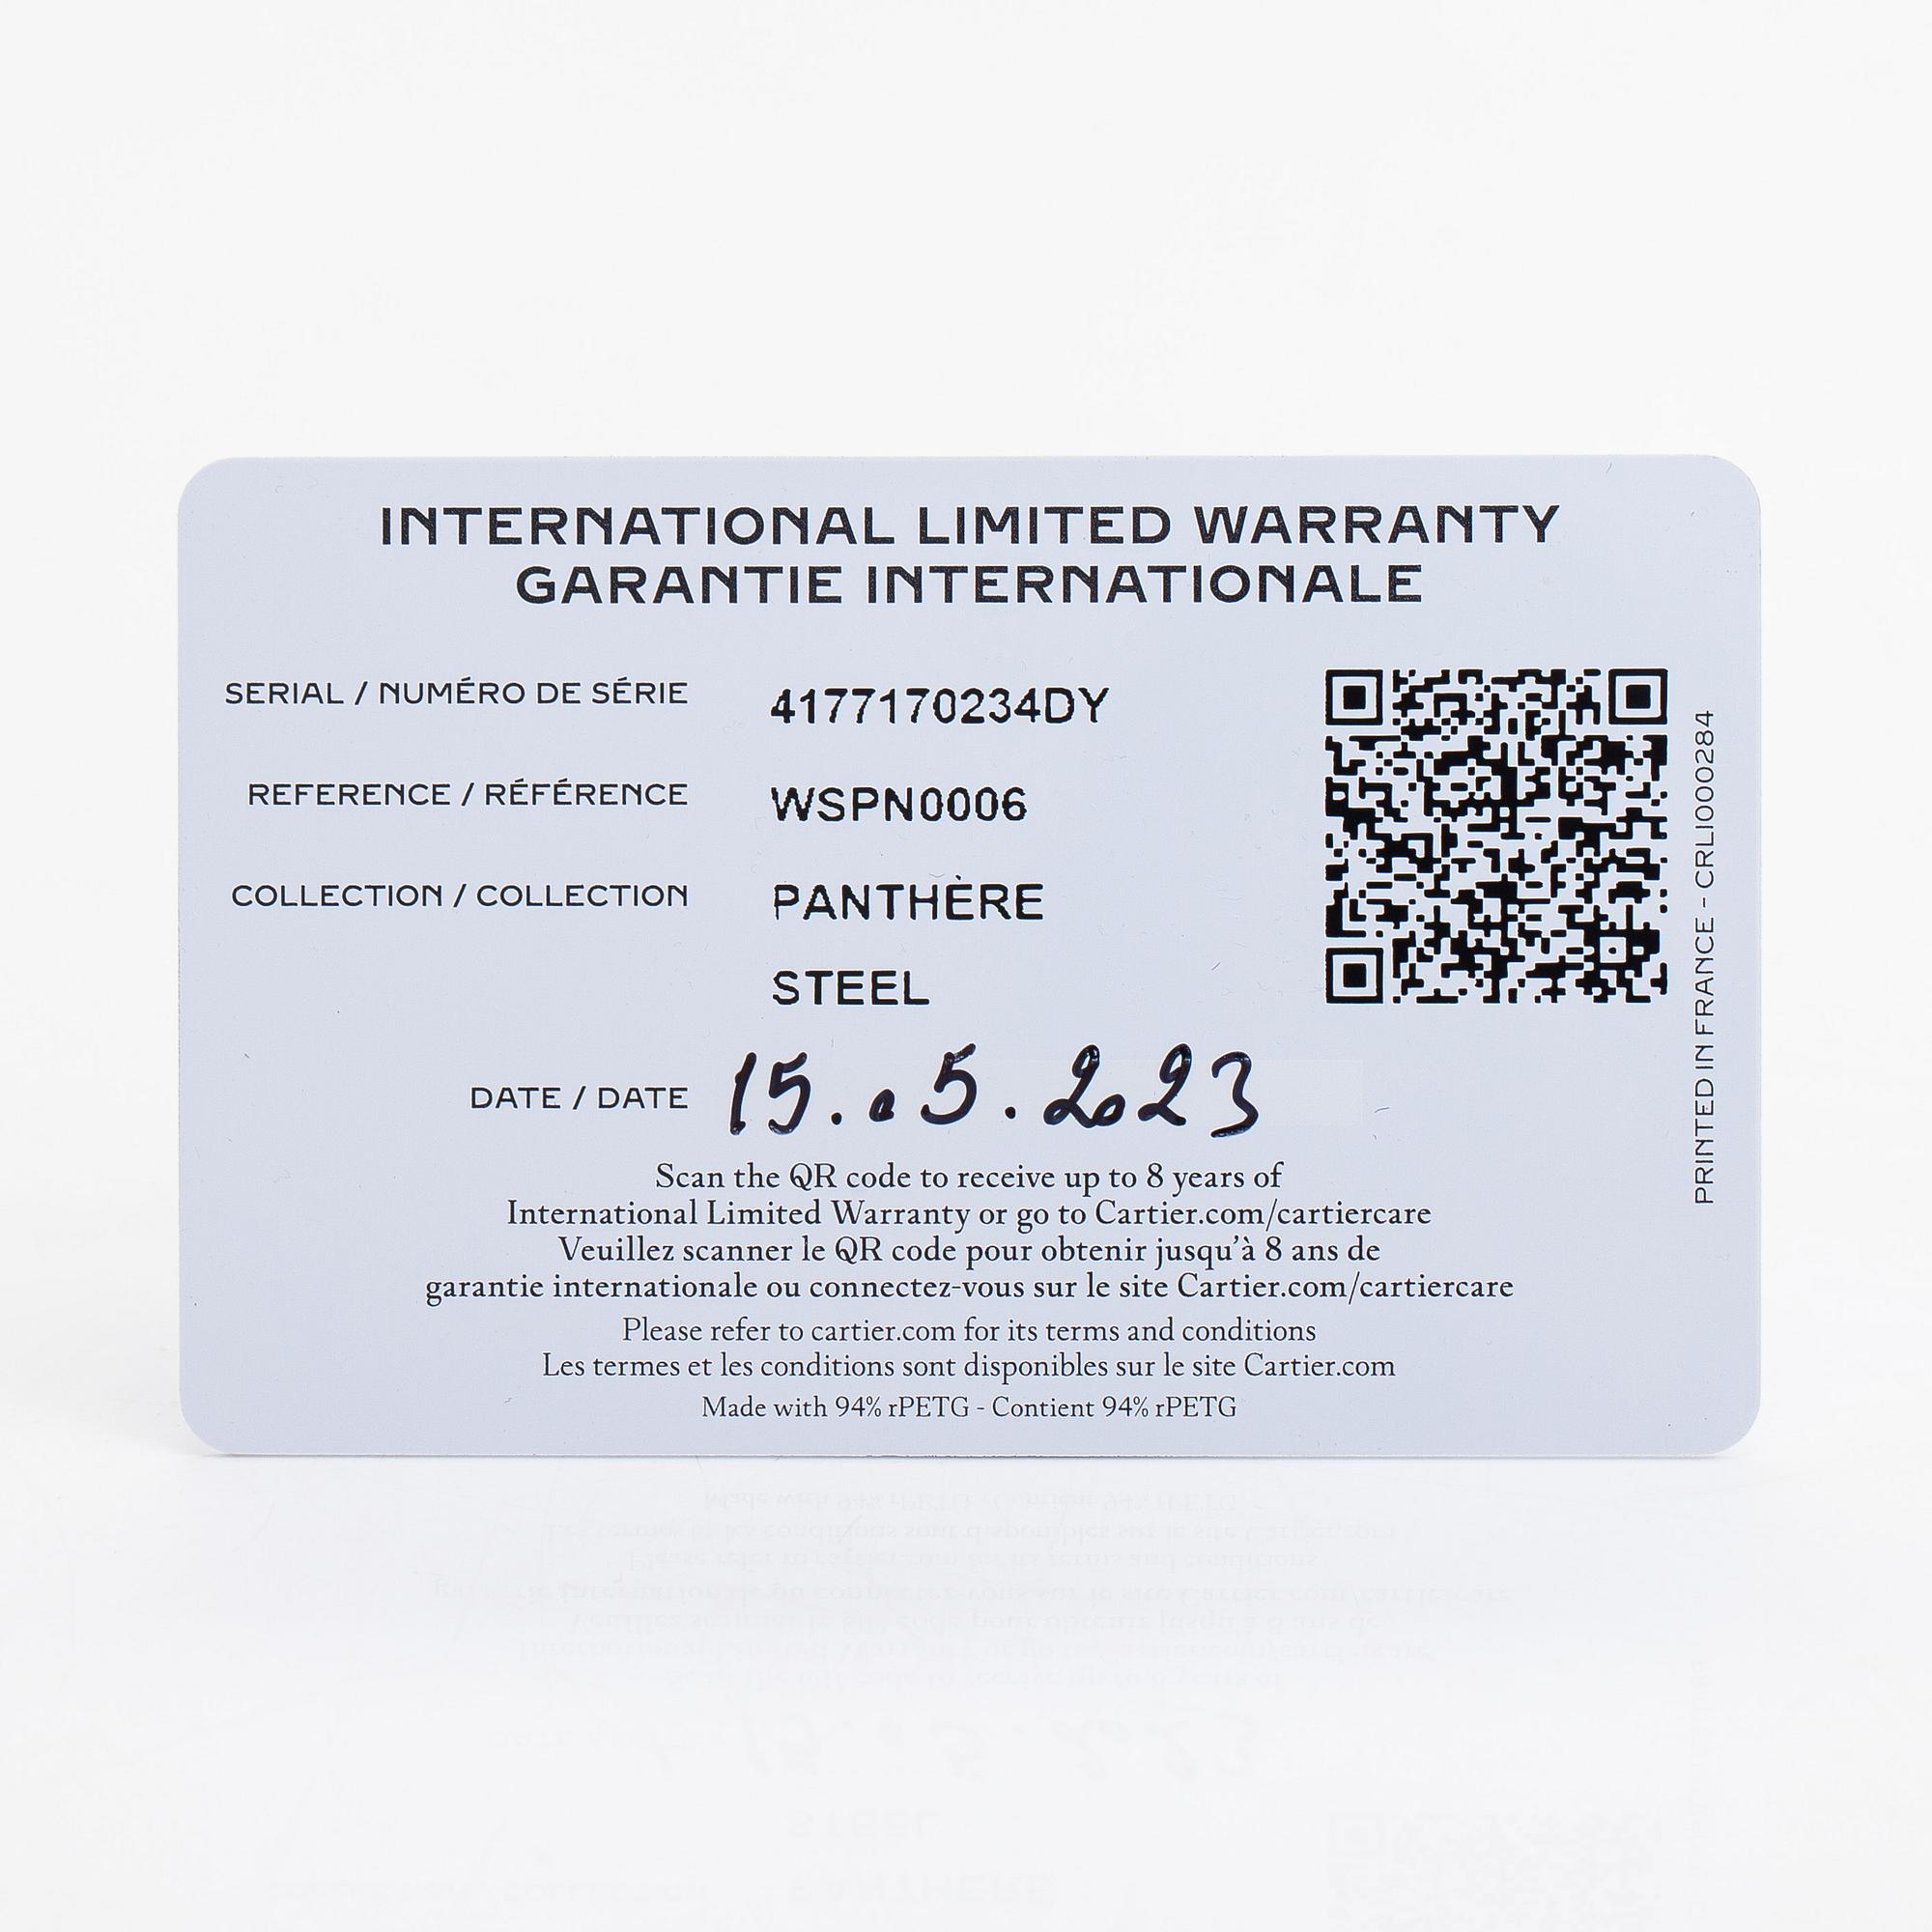 INTERNATIONAL LIMITED WARRANTY
GARANTIE INTERNATIONALE
SERIAL / NUMÉRO DE SÉRIE 4177170234DY
REFERENCE / RÉFÉRENCE WSPN0006
COLLECTION / COLLECTION PANTHÈRE
STEEL
DATE / DATE 15.05.2023
Scan the QR code to receive up to 8 years of
International Limited Warranty or go to Cartier.com/cartiercare
Veuillez scanner le QR code pour obtenir jusqu'à 8 ans de
garantie internationale ou connectez-vous sur le site Cartier.com/cartiercare
Please refer to cartier.com for its terms and conditions
Les termes et les conditions sont disponibles sur le site Cartier.com
Made with 94% rPETG - Contient 94% rPETG
PRINTED IN FRANCE - CRLI000284